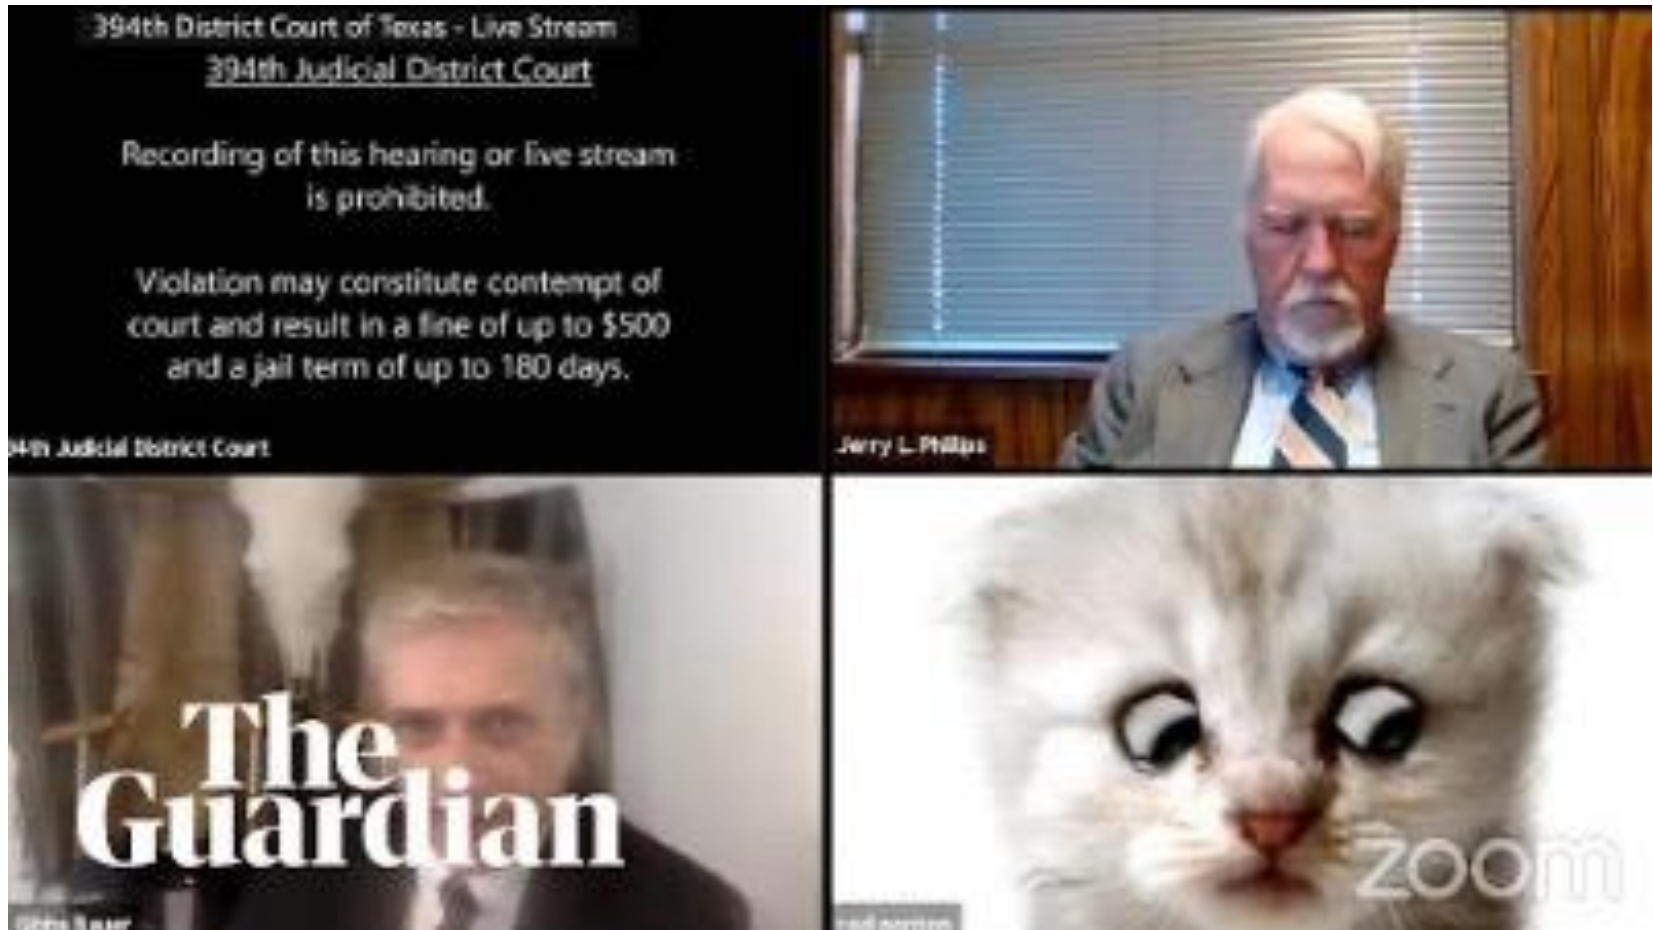 394th District Court of Texas - Live Stream
394th Judicial District Court
Recording of this hearing or live stream
is prohibited.
Violation may constitute contempt of
court and result in a fine of up to $500
and a jail term of up to 180 days.
94th Judicial District Court
Jerry L. Phillips
The
Guardian
zoom